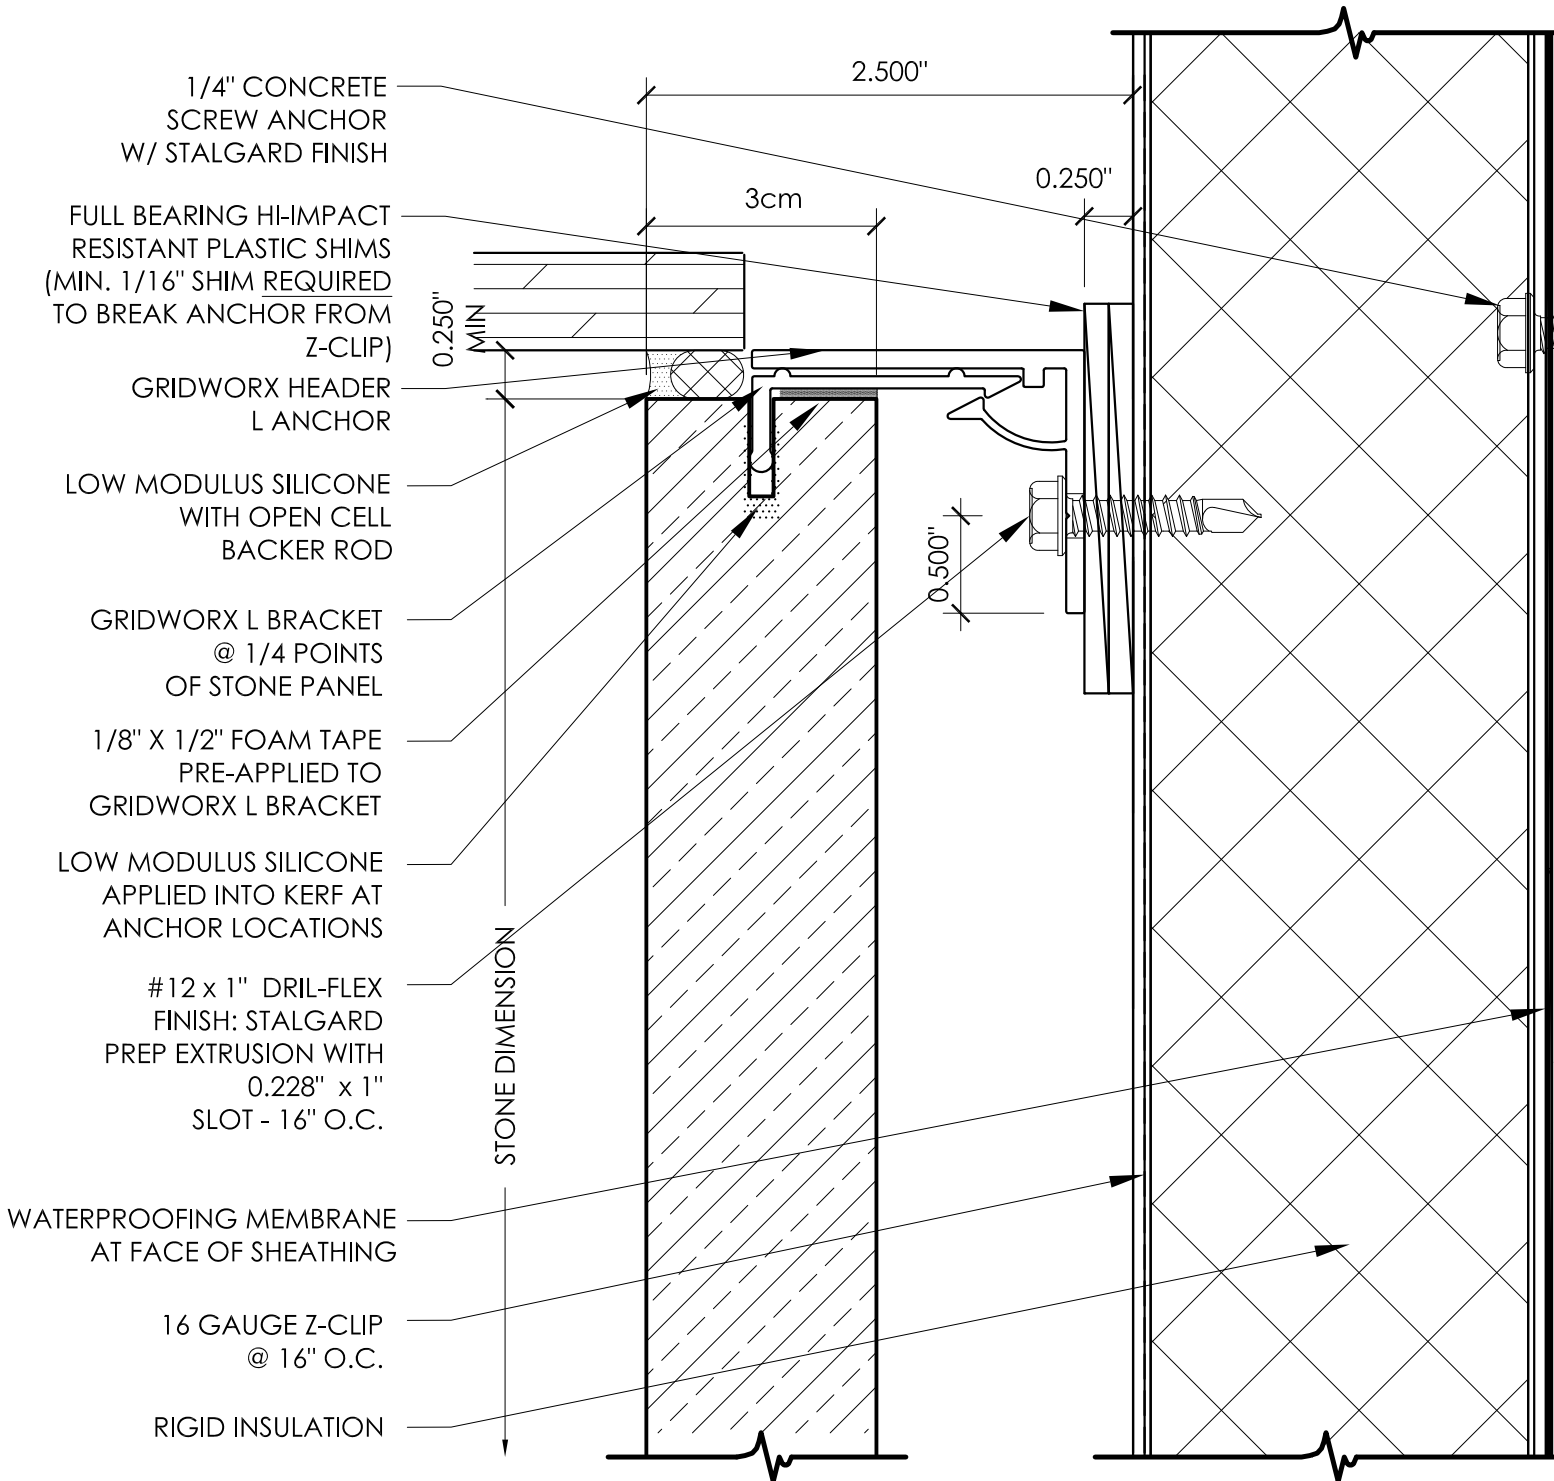 2.500"
1/4" CONCRETE
SCREW ANCHOR
W/ STALGARD FINISH
0.250"
3cm
FULL BEARING HI-IMPACT
RESISTANT PLASTIC SHIMS
(MIN. 1/16" SHIM REQUIRED
TO BREAK ANCHOR FROM
Z-CLIP)
0.250"
MIN
GRIDWORX HEADER
L ANCHOR
LOW MODULUS SILICONE
WITH OPEN CELL
BACKER ROD
0.500"
GRIDWORX L BRACKET
@ 1/4 POINTS
OF STONE PANEL
1/8" X 1/2" FOAM TAPE
PRE-APPLIED TO
GRIDWORX L BRACKET
LOW MODULUS SILICONE
APPLIED INTO KERF AT
ANCHOR LOCATIONS
STONE DIMENSION
#12 x 1" DRIL-FLEX
FINISH: STALGARD
PREP EXTRUSION WITH
0.228" x 1"
SLOT - 16" O.C.
WATERPROOFING MEMBRANE
AT FACE OF SHEATHING
16 GAUGE Z-CLIP
@ 16" O.C.
RIGID INSULATION